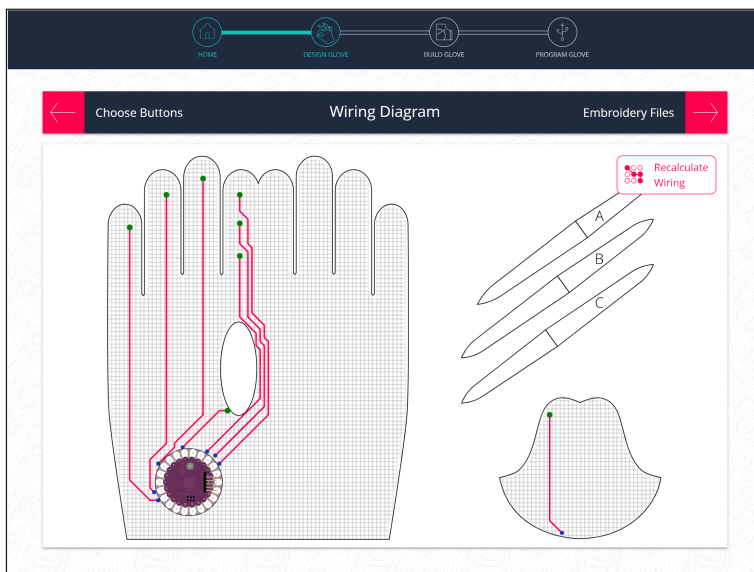 HOME
DESIGN GLOVE
BUILD GLOVE
PROGRAM GLOVE
Choose Buttons
Wiring Diagram
Embroidery Files
Recalculate
Wiring
A
B
C